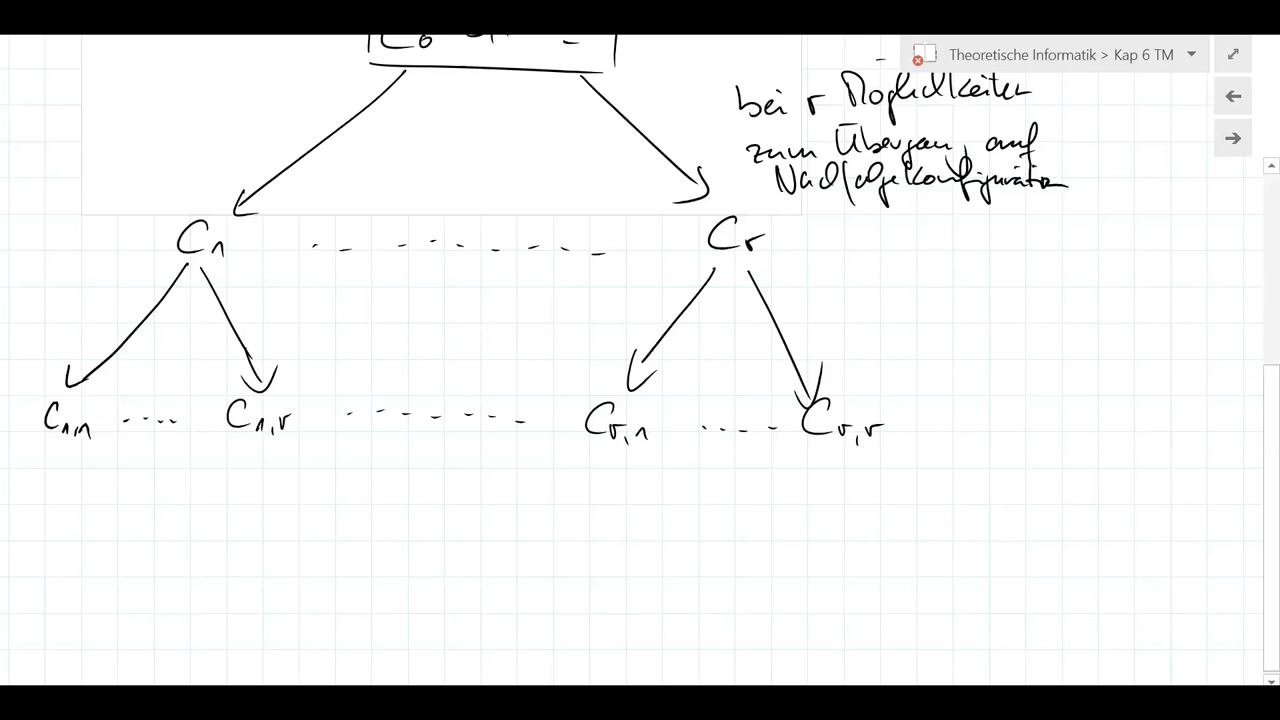 Theoretische Informatik > Kap 6 TM
bei r Möglichkeiten
zum Übergang auf
Nachfolgekonfiguration
C₁ Cᵣ
C₁,₁ .... C₁,ᵣ Cᵣ,₁ ..... Cᵣ,ᵣ